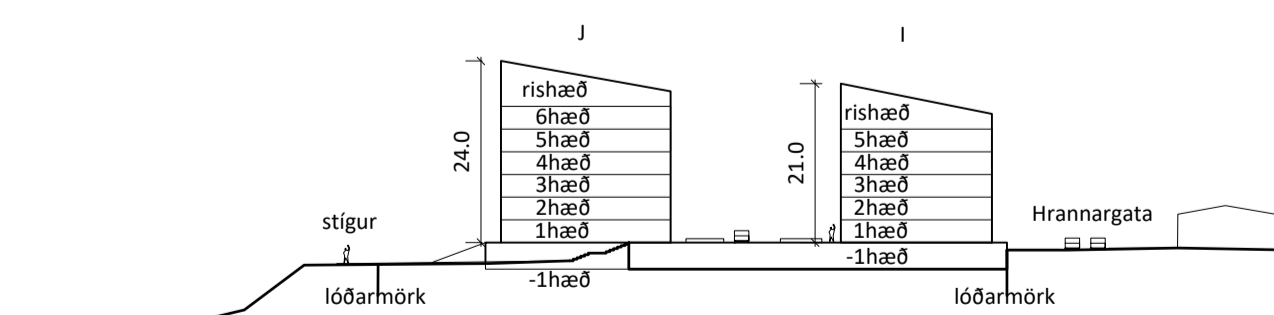 J
I
rishæð
6hæð
5hæð
4hæð
3hæð
2hæð
1hæð
-1hæð
24.0
rishæð
5hæð
4hæð
3hæð
2hæð
1hæð
-1hæð
21.0
stígur
Hrannargata
lóðarmörk
lóðarmörk